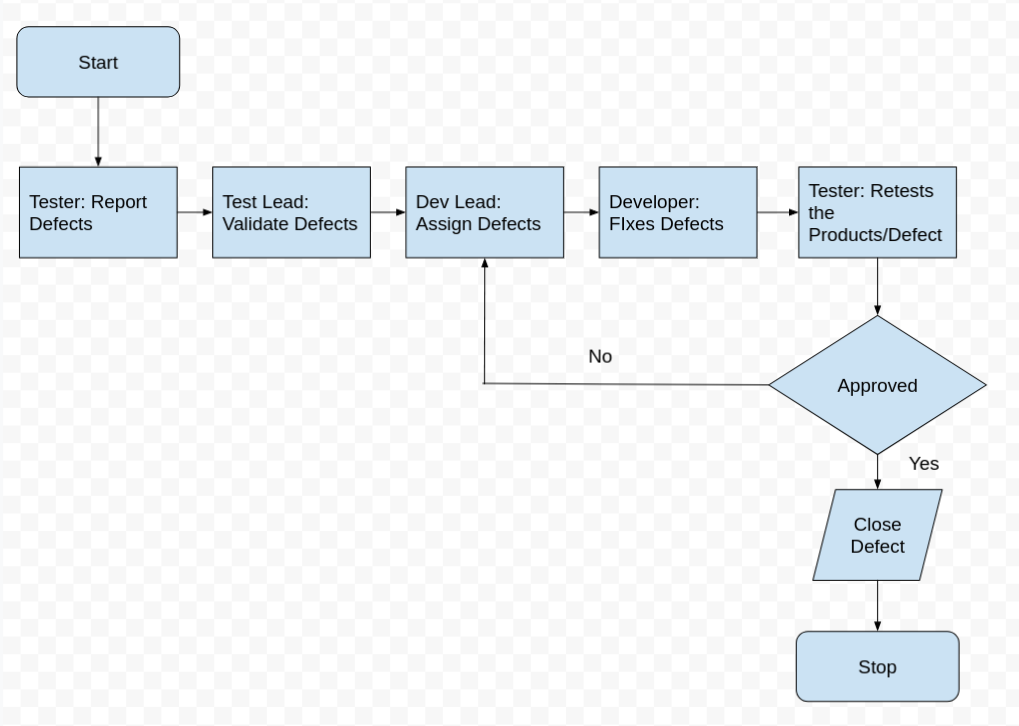 Start
Tester: Report
Defects
Test Lead:
Validate Defects
Dev Lead:
Assign Defects
Developer:
FIxes Defects
Tester: Retests
the
Products/Defect
No
Approved
Yes
Close
Defect
Stop